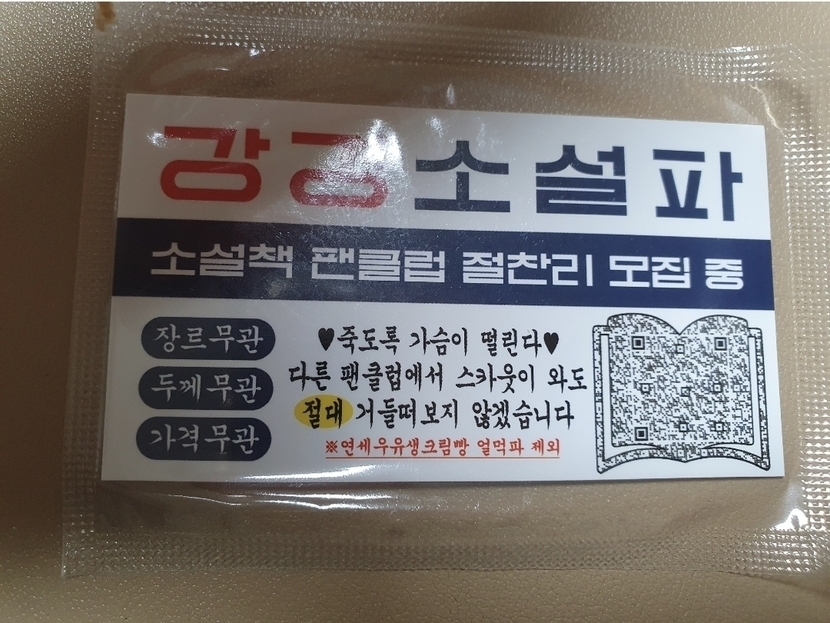 강강소설파
소설책 팬클럽 절찬리 모집 중
장르무관
두께무관
가격무관
♥죽도록 가슴이 떨린다♥
다른 팬클럽에서 스카웃이 와도
절대 거들떠보지 않겠습니다
※연세우유생크림빵 얼먹파 제외